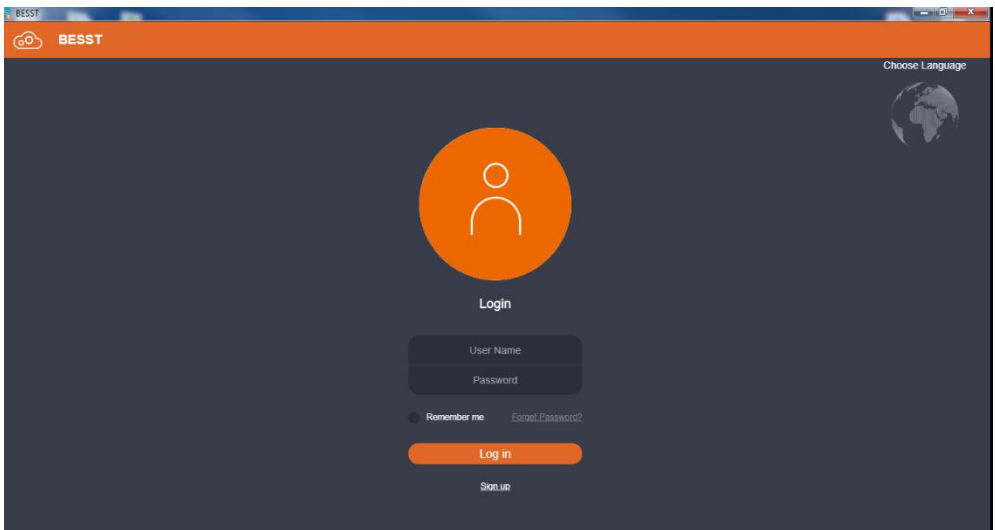 BESST
BESST
Choose Language
Login
User Name
Password
Remember me Forget Password?
Log in
Sign up